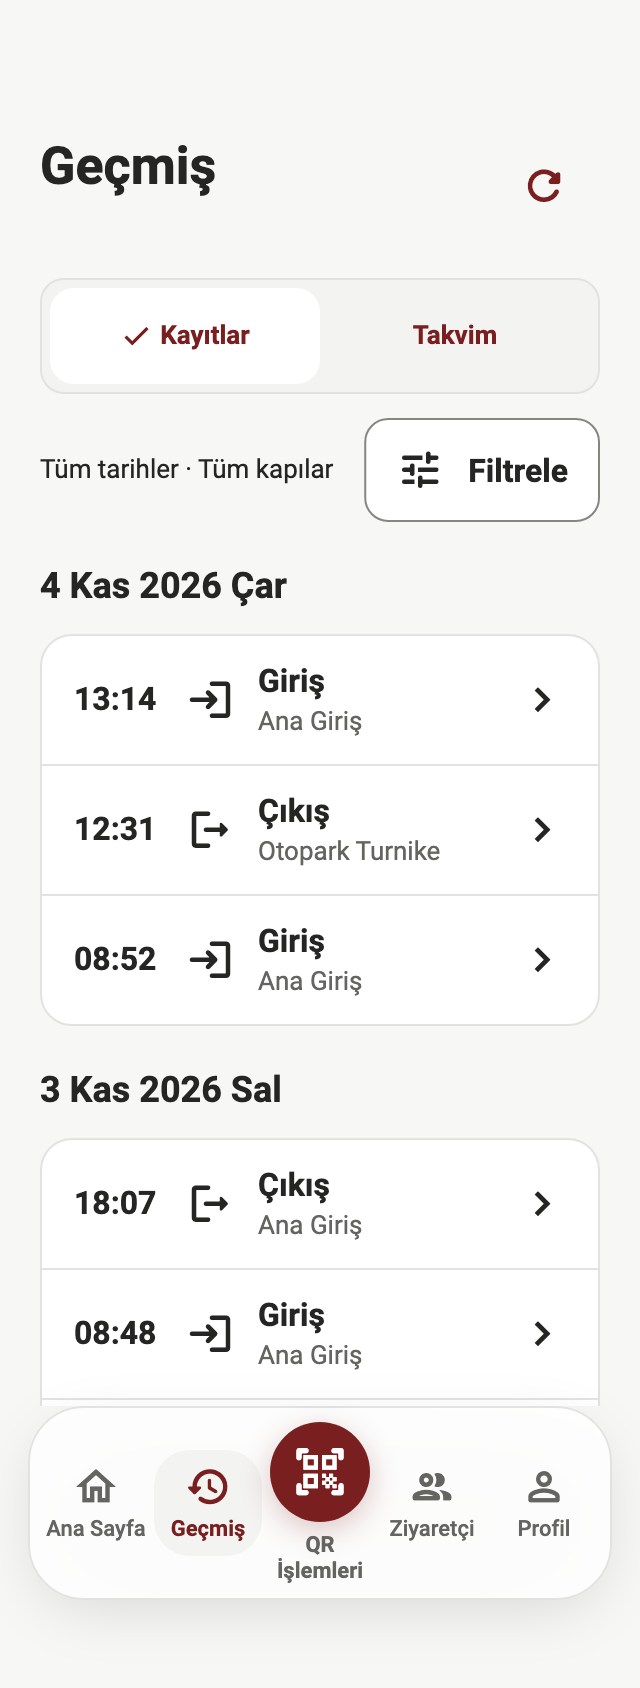 Geçmiş
Kayıtlar
Takvim
Tüm tarihler · Tüm kapılar
Filtrele
4 Kas 2026 Çar
13:14
Giriş
Ana Giriş
12:31
Çıkış
Otopark Turnike
08:52
Giriş
Ana Giriş
3 Kas 2026 Sal
18:07
Çıkış
Ana Giriş
08:48
Giriş
Ana Giriş
Ana Sayfa
Geçmiş
QR
İşlemleri
Ziyaretçi
Profil